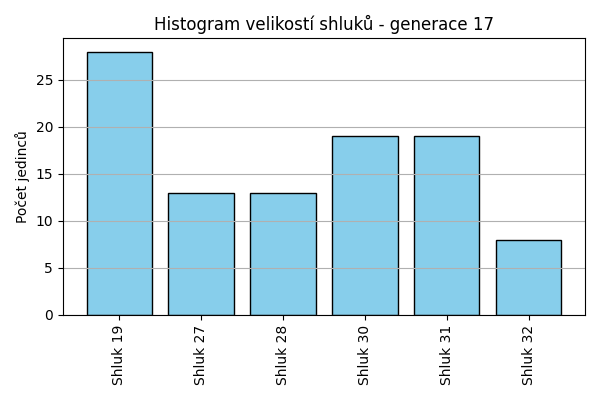 Histogram velikostí shluků - generace 17
Počet jedinců
25
20
15
10
5
0
Shluk 19
Shluk 27
Shluk 28
Shluk 30
Shluk 31
Shluk 32